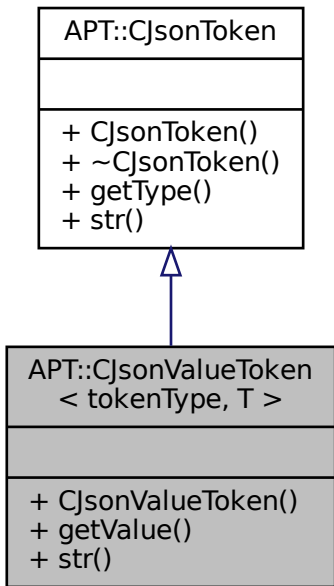 APT::CJsonToken
+ CJsonToken()
+ ~CJsonToken()
+ getType()
+ str()
APT::CJsonValueToken
< tokenType, T >
+ CJsonValueToken()
+ getValue()
+ str()